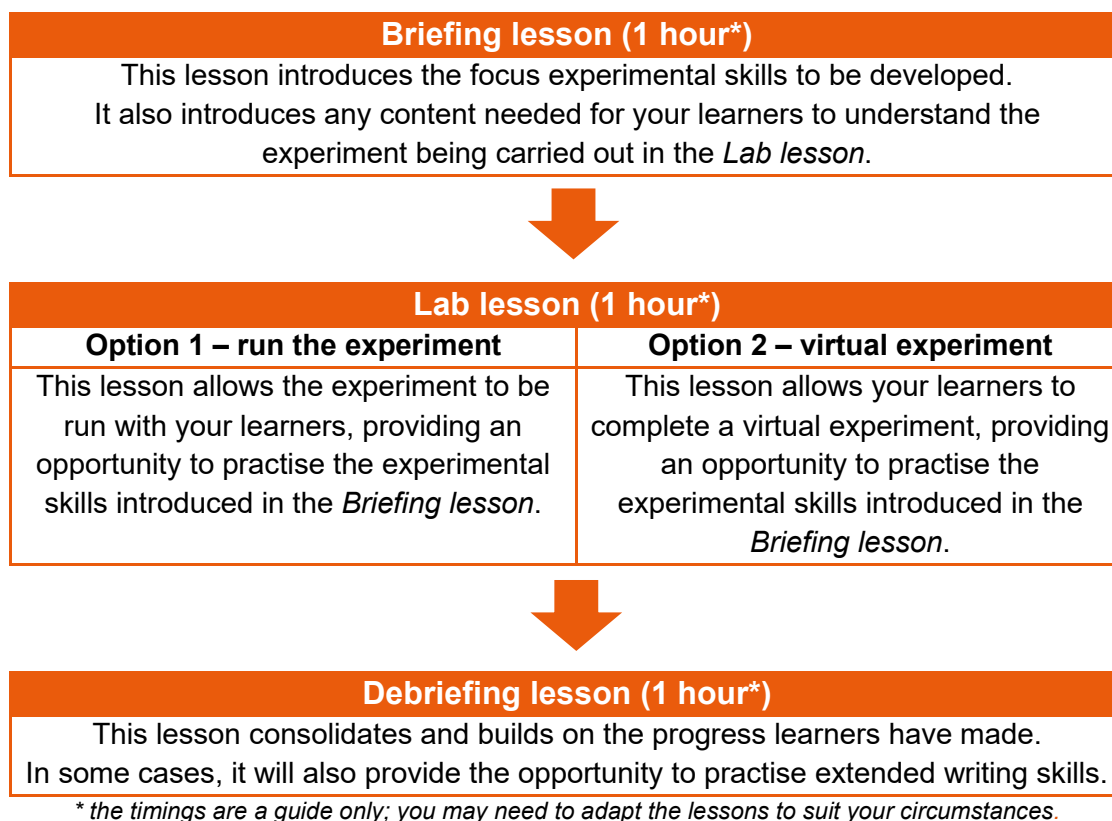 Briefing lesson (1 hour*)
This lesson introduces the focus experimental skills to be developed.
It also introduces any content needed for your learners to understand the
experiment being carried out in the Lab lesson.
Lab lesson (1 hour*)
Option 1 – run the experiment
This lesson allows the experiment to be
run with your learners, providing an
opportunity to practise the experimental
skills introduced in the Briefing lesson.
Option 2 – virtual experiment
This lesson allows your learners to
complete a virtual experiment, providing
an opportunity to practise the
experimental skills introduced in the
Briefing lesson.
Debriefing lesson (1 hour*)
This lesson consolidates and builds on the progress learners have made.
In some cases, it will also provide the opportunity to practise extended writing skills.
* the timings are a guide only; you may need to adapt the lessons to suit your circumstances.